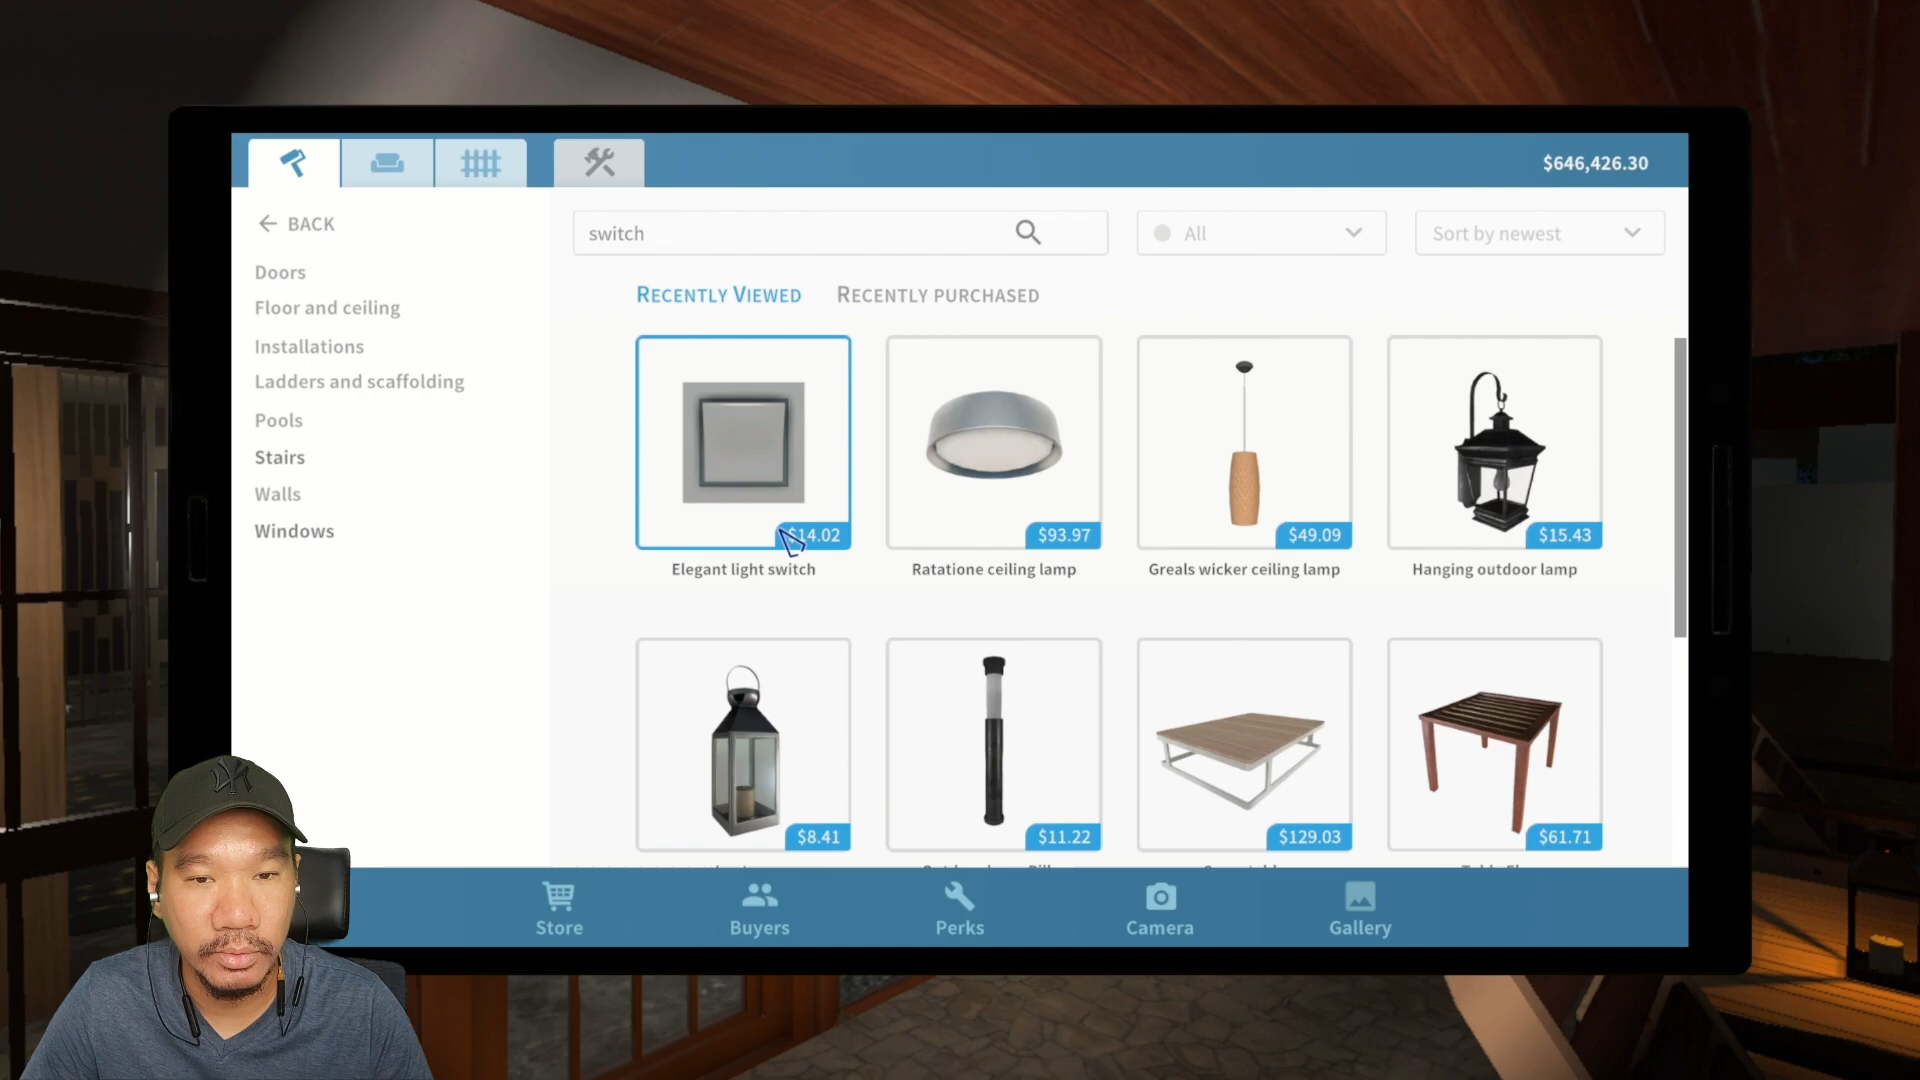 $646,426.30
BACK
switch
All
Sort by newest
Doors
Floor and ceiling
Installations
Ladders and scaffolding
Pools
Stairs
Walls
Windows
RECENTLY VIEWED
RECENTLY PURCHASED
$14.02
$93.97
$49.09
$15.43
Elegant light switch
Ratatione ceiling lamp
Greals wicker ceiling lamp
Hanging outdoor lamp
$8.41
$11.22
$129.03
$61.71
Store
Buyers
Perks
Camera
Gallery